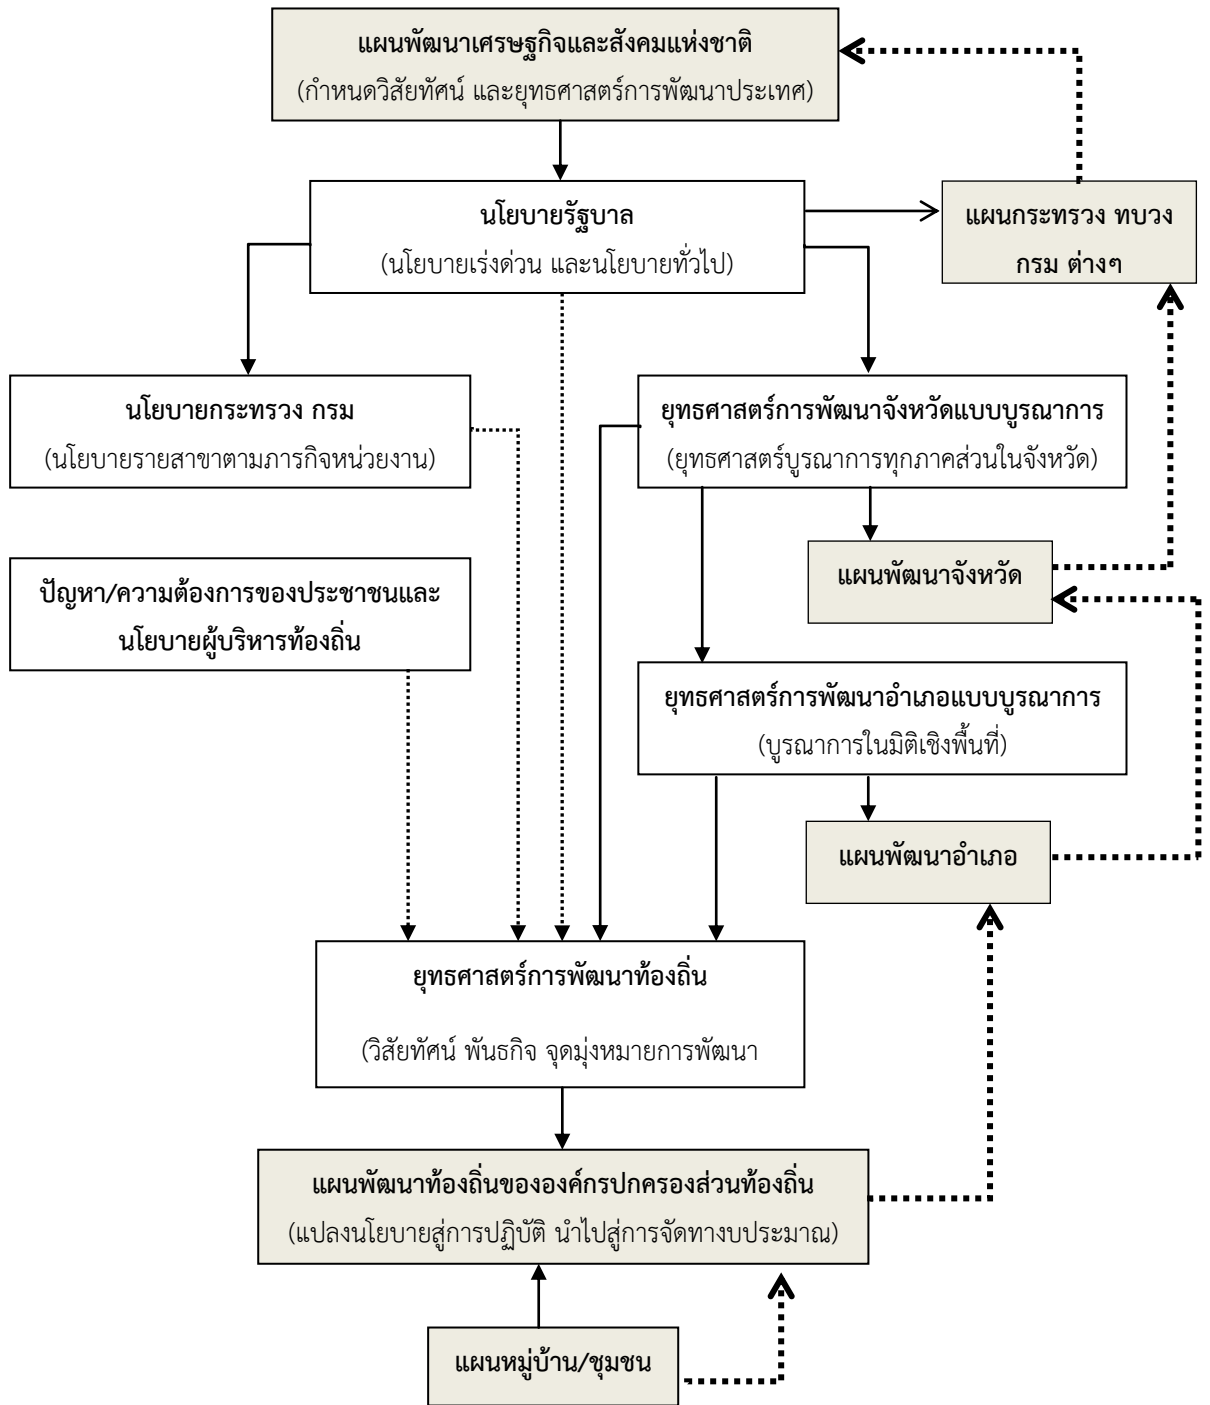 แผนพัฒนาเศรษฐกิจและสังคมแห่งชาติ
(กำหนดวิสัยทัศน์ และยุทธศาสตร์การพัฒนาประเทศ)
นโยบายรัฐบาล
(นโยบายเร่งด่วน และนโยบายทั่วไป)
แผนกระทรวง ทบวง
กรม ต่างๆ
นโยบายกระทรวง กรม
(นโยบายรายสาขาตามภารกิจหน่วยงาน)
ยุทธศาสตร์การพัฒนาจังหวัดแบบบูรณาการ
(ยุทธศาสตร์บูรณาการทุกภาคส่วนในจังหวัด)
แผนพัฒนาจังหวัด
ปัญหา/ความต้องการของประชาชนและ
นโยบายผู้บริหารท้องถิ่น
ยุทธศาสตร์การพัฒนาอำเภอแบบบูรณาการ
(บูรณาการในมิติเชิงพื้นที่)
แผนพัฒนาอำเภอ
ยุทธศาสตร์การพัฒนาท้องถิ่น
(วิสัยทัศน์ พันธกิจ จุดมุ่งหมายการพัฒนา
แผนพัฒนาท้องถิ่นขององค์กรปกครองส่วนท้องถิ่น
(แปลงนโยบายสู่การปฏิบัติ นำไปสู่การจัดทางบประมาณ)
แผนหมู่บ้าน/ชุมชน